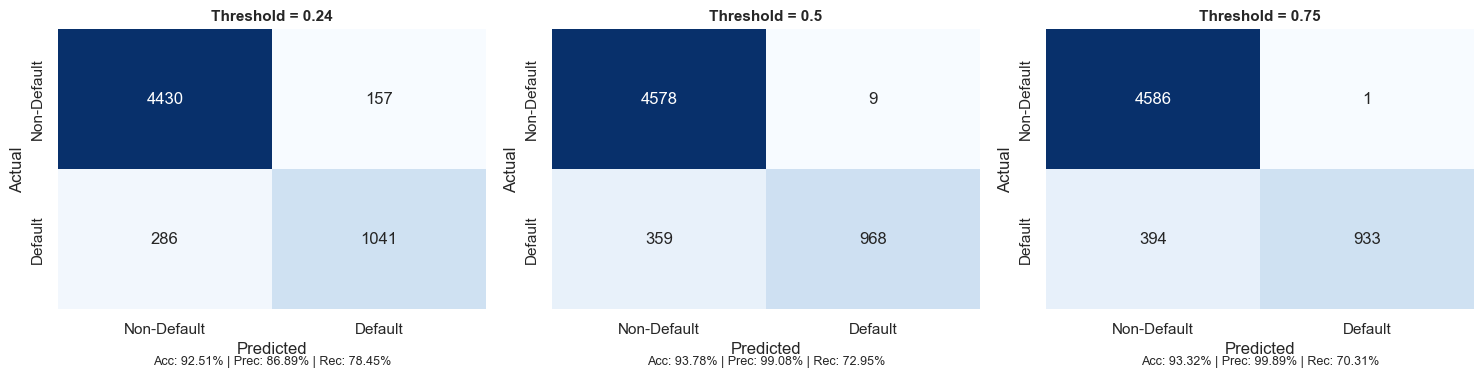 Threshold = 0.24
Non-Default
Default
Actual
4430
157
286
1041
Non-Default
Default
Predicted
Acc: 92.51% | Prec: 86.89% | Rec: 78.45%
Threshold = 0.5
Non-Default
Default
Actual
4578
9
359
968
Non-Default
Default
Predicted
Acc: 93.78% | Prec: 99.08% | Rec: 72.95%
Threshold = 0.75
Non-Default
Default
Actual
4586
1
394
933
Non-Default
Default
Predicted
Acc: 93.32% | Prec: 99.89% | Rec: 70.31%